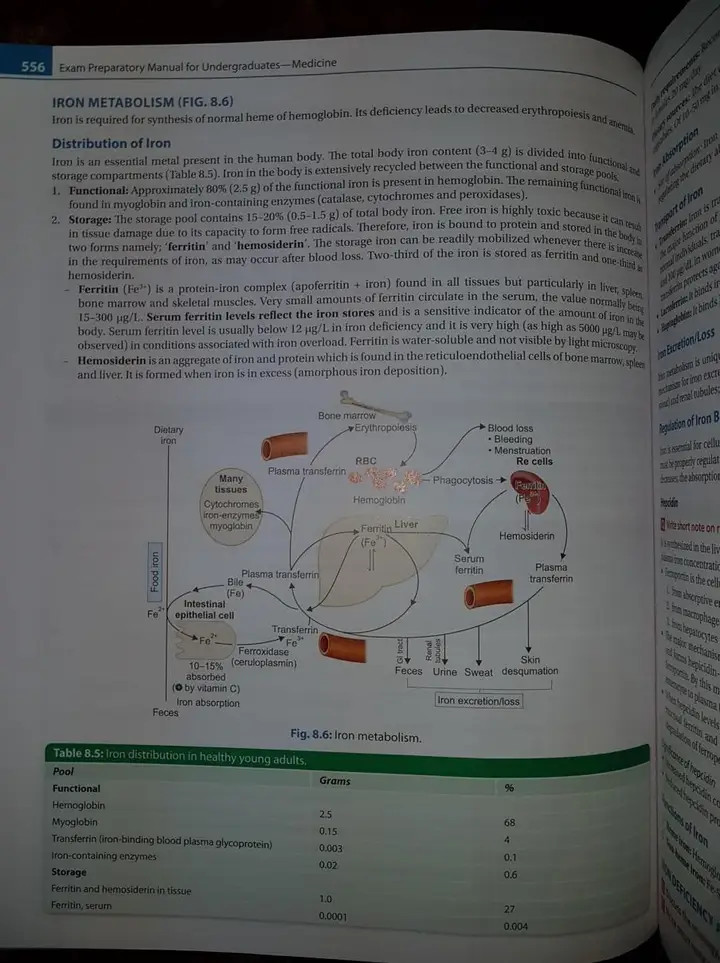 556 Exam Preparatory Manual for Undergraduates—Medicine
IRON METABOLISM (FIG. 8.6)
Iron is required for synthesis of normal heme of hemoglobin. Its deficiency leads to decreased erythropoiesis and anemia.
Distribution of Iron
Iron is an essential metal present in the human body. The total body iron content (3–4 g) is divided into functional and
storage compartments (Table 8.5). Iron in the body is extensively recycled between the functional and storage pools.
1. Functional: Approximately 80% (2.5 g) of the functional iron is present in hemoglobin. The remaining functional iron is
found in myoglobin and iron-containing enzymes (catalase, cytochromes and peroxidases).
2. Storage: The storage pool contains 15–20% (0.5–1.5 g) of total body iron. Free iron is highly toxic because it can result
in tissue damage due to its capacity to form free radicals. Therefore, iron is bound to protein and stored in the body in
two forms namely; 'ferritin' and 'hemosiderin'. The storage iron can be readily mobilized whenever there is increase
in the requirements of iron, as may occur after blood loss. Two-third of the iron is stored as ferritin and one-third as
hemosiderin.
– Ferritin (Fe³⁺) is a protein-iron complex (apoferritin + iron) found in all tissues but particularly in liver, spleen,
bone marrow and skeletal muscles. Very small amounts of ferritin circulate in the serum, the value normally being
15-300 µg/L. Serum ferritin levels reflect the iron stores and is a sensitive indicator of the amount of iron in the
body. Serum ferritin level is usually below 12 µg/L in iron deficiency and it is very high (as high as 5000 µg/L may be
observed) in conditions associated with iron overload. Ferritin is water-soluble and not visible by light microscopy.
– Hemosiderin is an aggregate of iron and protein which is found in the reticuloendothelial cells of bone marrow, spleen
and liver. It is formed when iron is in excess (amorphous iron deposition).
Dietary
iron
Bone marrow
Erythropoiesis
Blood loss
• Bleeding
• Menstruation
Plasma transferrin
RBC
Hemoglobin
Phagocytosis
Re cells
Ferritin
Hemosiderin
Many
tissues
Cytochromes
iron-enzymes
myoglobin
Ferritin
Liver
Serum
ferritin
Plasma
transferrin
Food iron
Plasma transferrin
Bile
(Fe)
Fe²⁺
Intestinal
epithelial cell
Fe²⁺
Transferrin
Fe³⁺
Ferroxidase
(ceruloplasmin)
10–15%
absorbed
by vitamin C)
Iron absorption
Feces
GI tract
Renal
tubules
Feces
Urine
Sweat
Skin
desqumation
Iron excretion/loss
Fig. 8.6: Iron metabolism.
Table 8.5: Iron distribution in healthy young adults.
Pool Grams %
Functional
Hemoglobin 2.5 68
Myoglobin 0.15 4
Transferrin (iron-binding blood plasma glycoprotein) 0.003 0.1
Iron-containing enzymes 0.02 0.6
Storage
Ferritin and hemosiderin in tissue 1.0 27
Ferritin, serum 0.0001 0.004
Absorption
Transport of Iron
Iron Excretion/Loss
Regulation of Iron B
Hepcidin
Write short note on